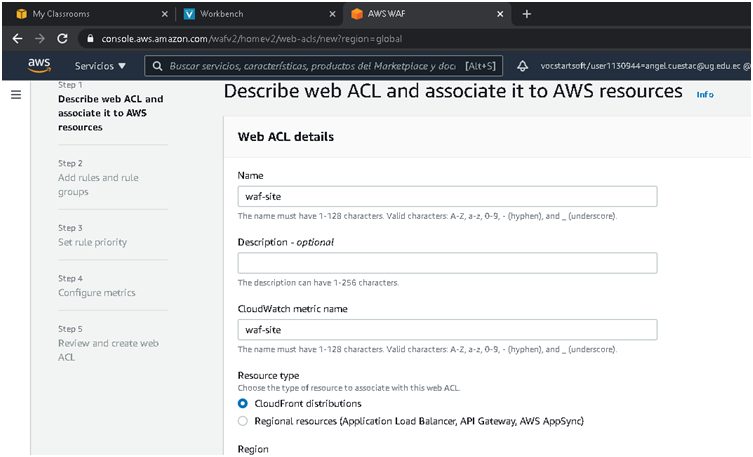 My Classrooms
Workbench
AWS WAF
console.aws.amazon.com/wafv2/homev2/web-acls/new?region=global
aws
Servicios
Buscar servicios, características, productos del Marketplace y docu
[Alt+S]
vocstartsoft/user1130944=angel.cuestac@ug.edu.ec @
Step 1
Describe web ACL and
associate it to AWS
resources
Step 2
Add rules and rule
groups
Step 3
Set rule priority
Step 4
Configure metrics
Step 5
Review and create web
ACL
Describe web ACL and associate it to AWS resources Info
Web ACL details
Name
waf-site
The name must have 1-128 characters. Valid characters: A-Z, a-z, 0-9, - (hyphen), and _ (underscore).
Description - optional
The description can have 1-256 characters.
CloudWatch metric name
waf-site
The name must have 1-128 characters. Valid characters: A-Z, a-z, 0-9, - (hyphen), and _ (underscore).
Resource type
Choose the type of resource to associate with this web ACL.
CloudFront distributions
Regional resources (Application Load Balancer, API Gateway, AWS AppSync)
Region